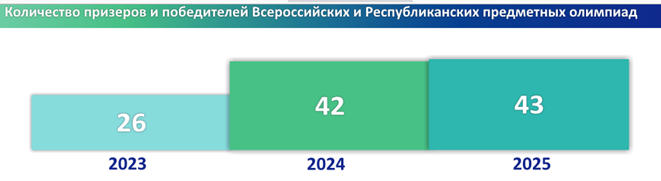 Количество призеров и победителей Всероссийских и Республиканских предметных олимпиад
26 42 43
2023 2024 2025